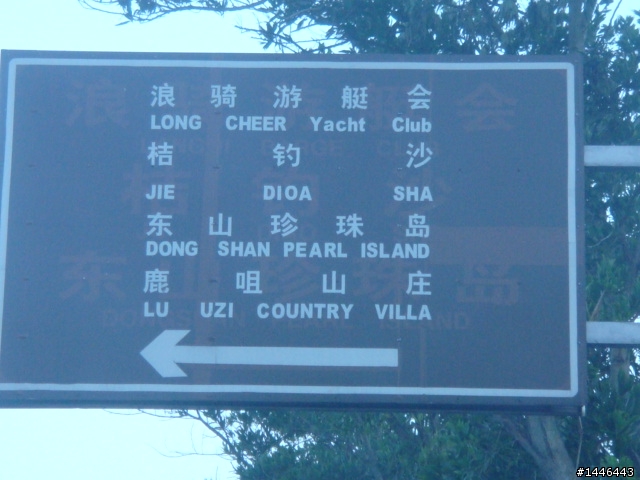 浪骑游艇会
LONG CHEER Yacht Club
桔钓沙
JIE DIOA SHA
东山珍珠岛
DONG SHAN PEARL ISLAND
鹿咀山庄
LU UZI COUNTRY VILLA
#1446443